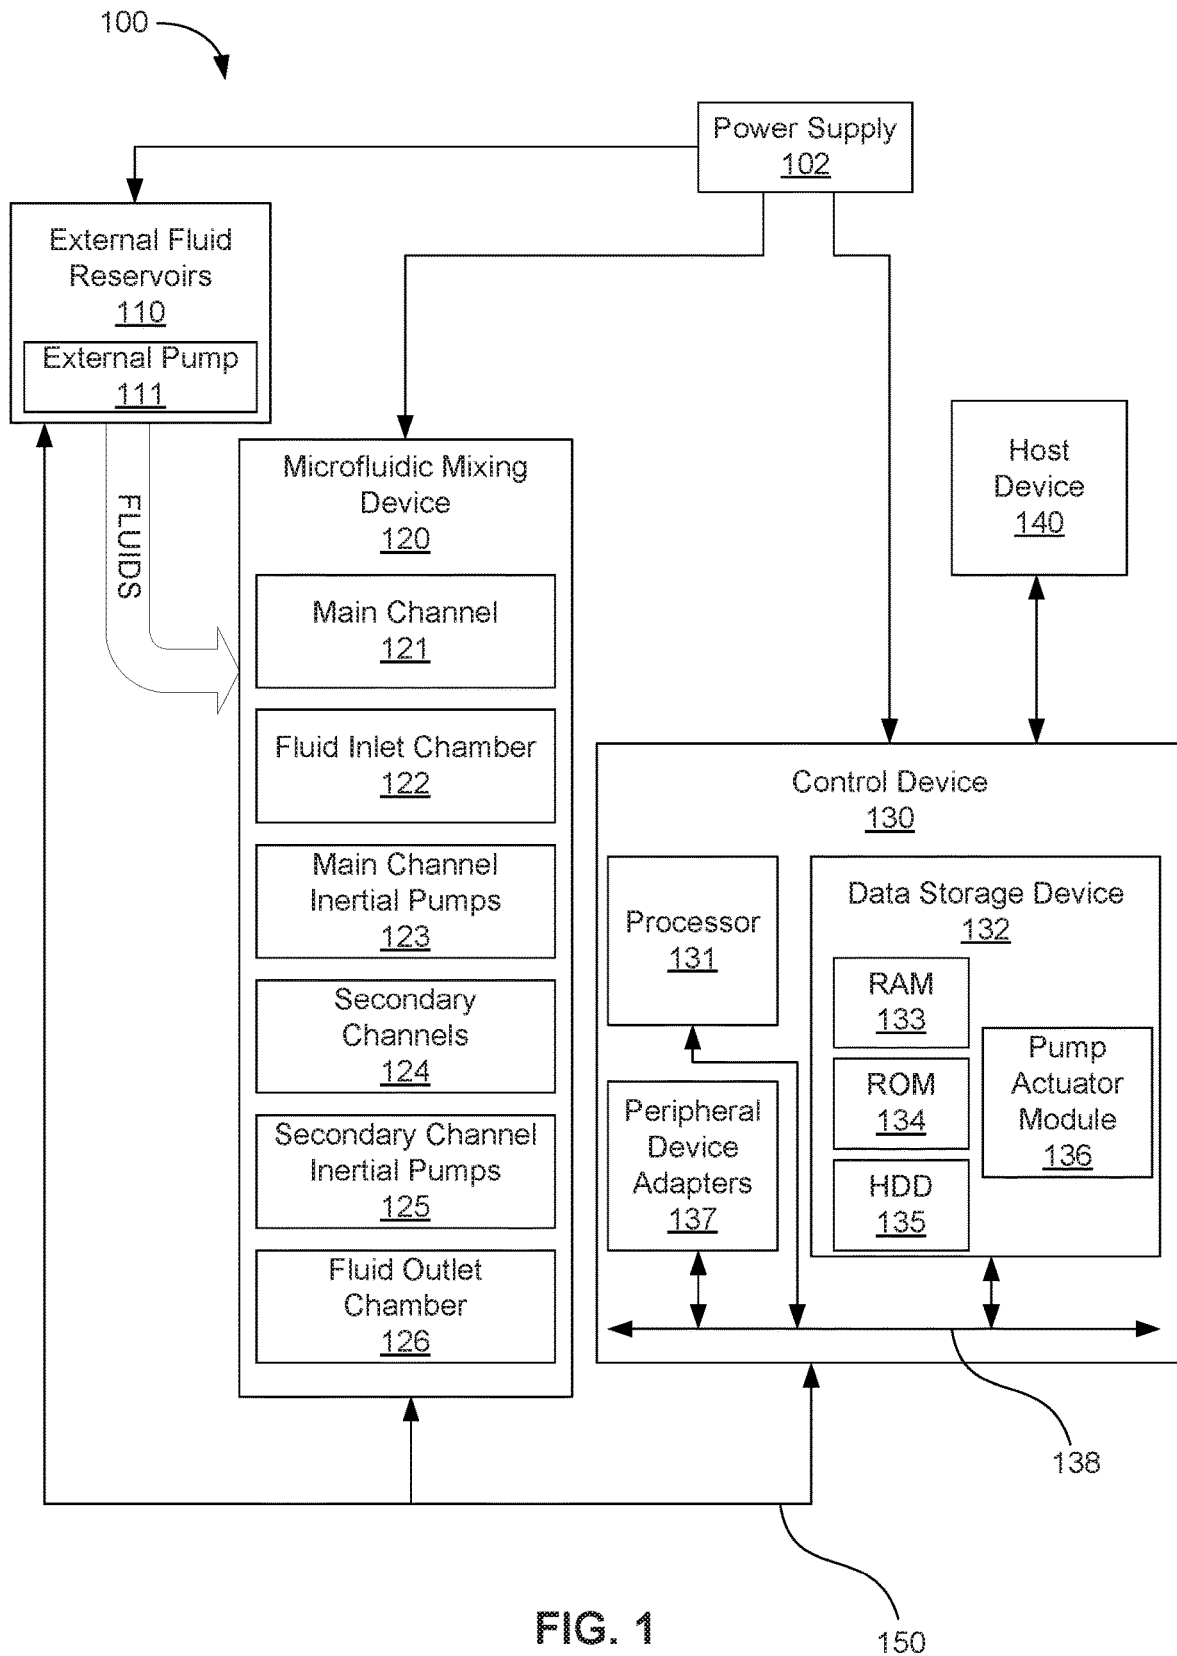 100
Power Supply
102
External Fluid
Reservoirs
110
External Pump
111
FLUIDS
Microfluidic Mixing
Device
120
Main Channel
121
Fluid Inlet Chamber
122
Main Channel
Inertial Pumps
123
Secondary
Channels
124
Secondary Channel
Inertial Pumps
125
Fluid Outlet
Chamber
126
Host
Device
140
Control Device
130
Processor
131
Data Storage Device
132
RAM
133
ROM
134
HDD
135
Pump
Actuator
Module
136
Peripheral
Device
Adapters
137
138
150
FIG. 1